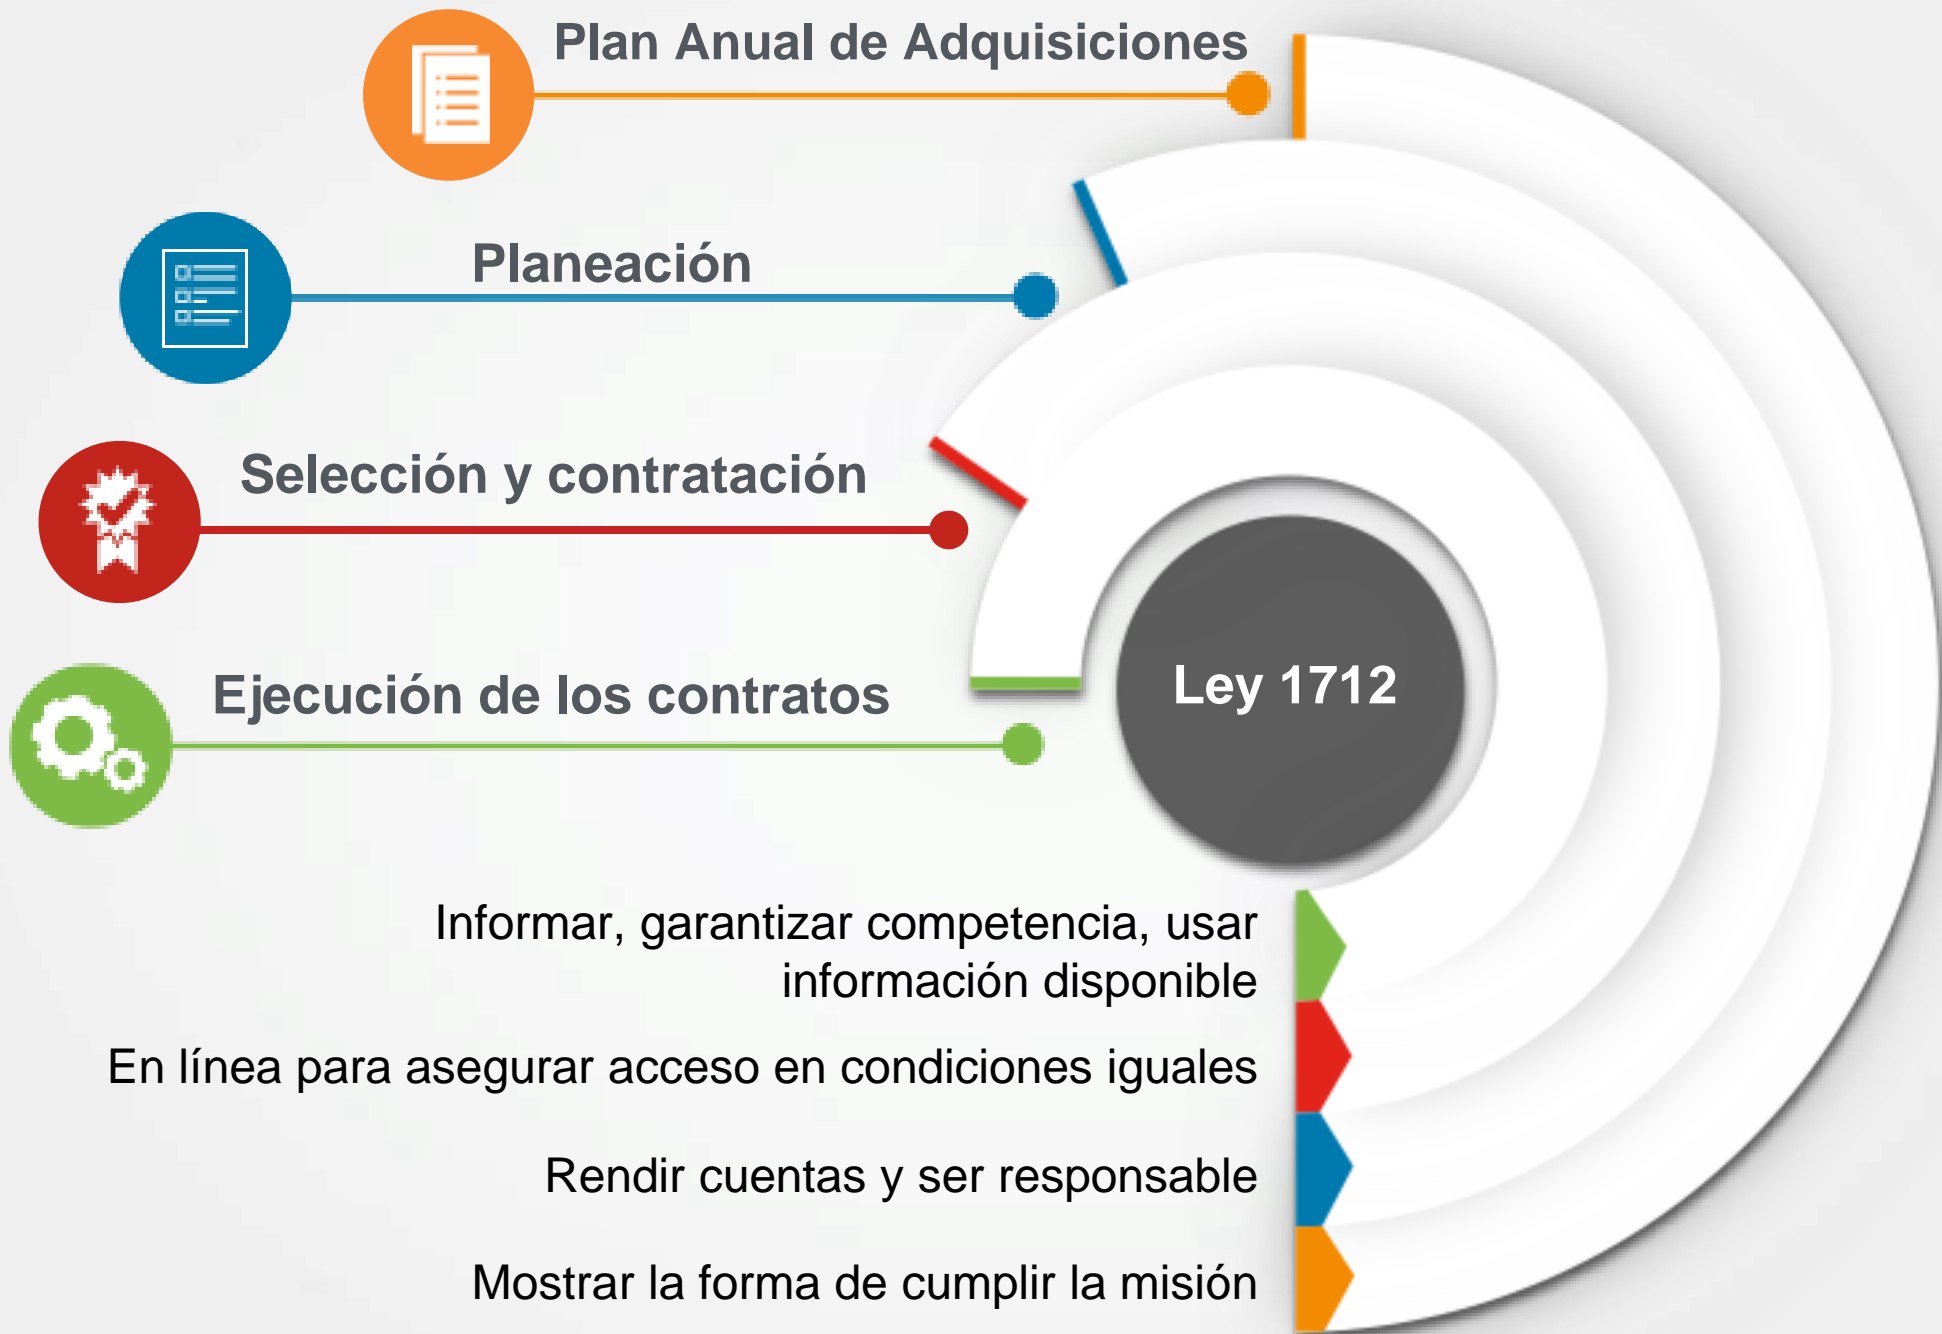 Plan Anual de Adquisiciones
Planeación
Selección y contratación
Ejecución de los contratos
Ley 1712
Informar, garantizar competencia, usar
información disponible
En línea para asegurar acceso en condiciones iguales
Rendir cuentas y ser responsable
Mostrar la forma de cumplir la misión